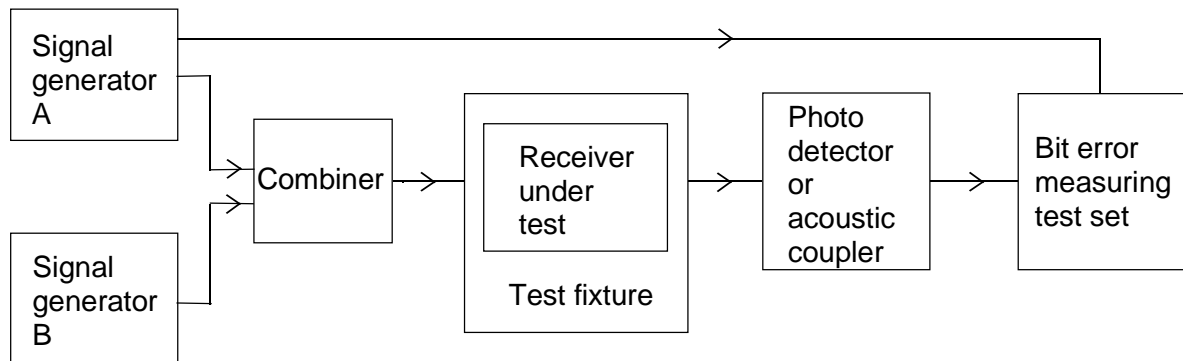 Signal
generator
A
Combiner
Signal
generator
B
Receiver
under
test
Test fixture
Photo
detector
or
acoustic
coupler
Bit error
measuring
test set